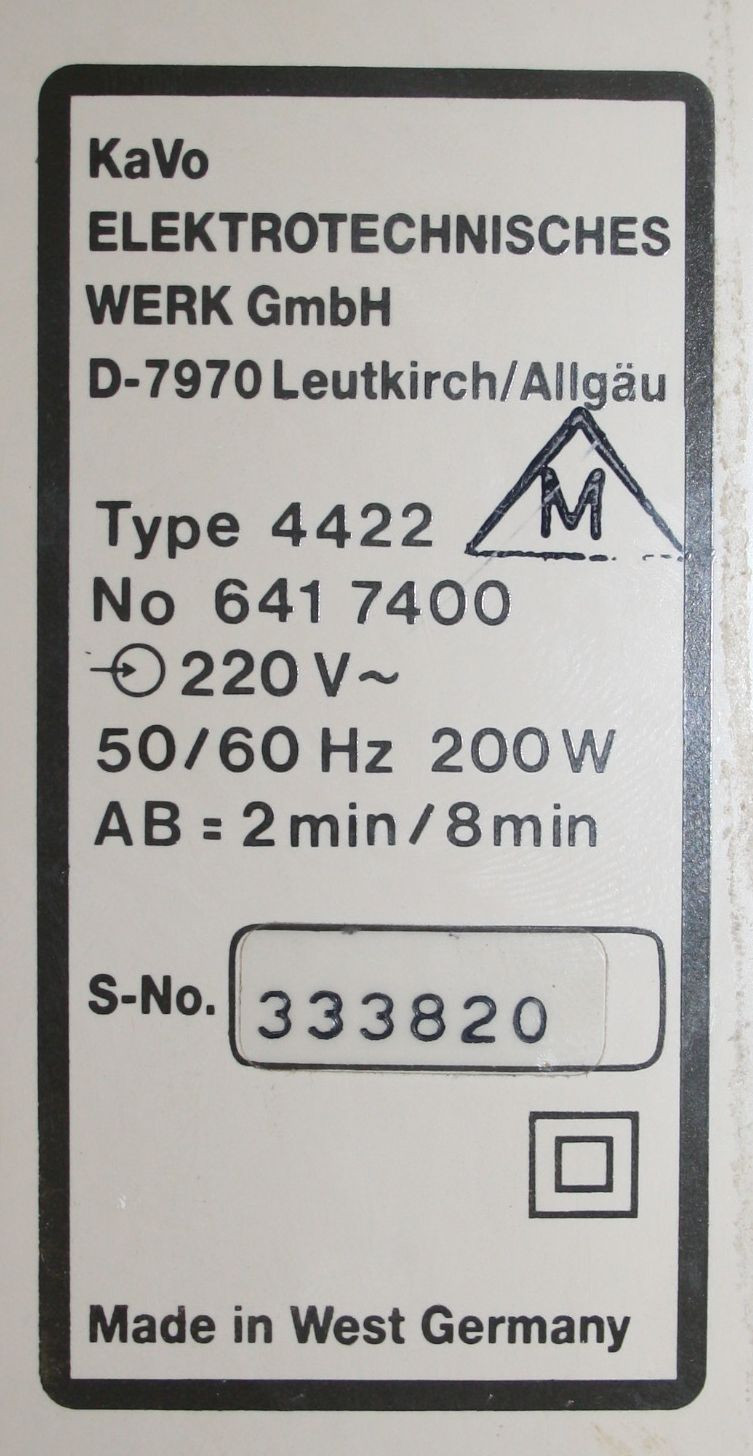 KaVo
ELEKTROTECHNISCHES
WERK GmbH
D-7970 Leutkirch/Allgäu
M
Type 4422
No 641 7400
220 V~
50/60 Hz 200 W
AB = 2 min / 8 min
S-No. 333820
Made in West Germany